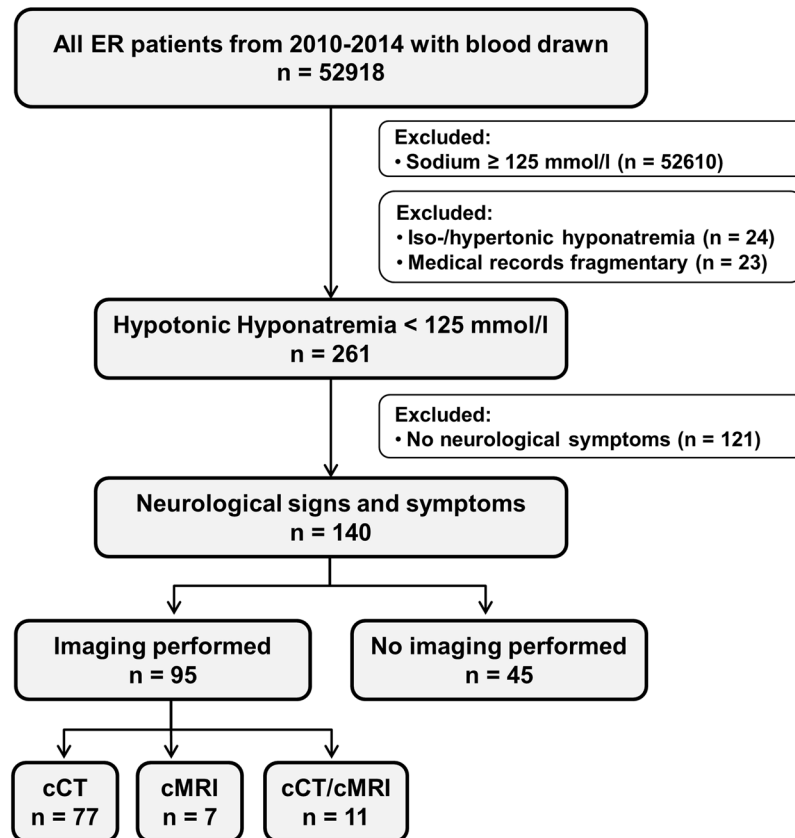 All ER patients from 2010-2014 with blood drawn
n = 52918
Excluded:
• Sodium ≥ 125 mmol/l (n = 52610)
Excluded:
• Iso-/hypertonic hyponatremia (n = 24)
• Medical records fragmentary (n = 23)
Hypotonic Hyponatremia < 125 mmol/l
n = 261
Excluded:
• No neurological symptoms (n = 121)
Neurological signs and symptoms
n = 140
Imaging performed
n = 95
No imaging performed
n = 45
cCT
n = 77
cMRI
n = 7
cCT/cMRI
n = 11